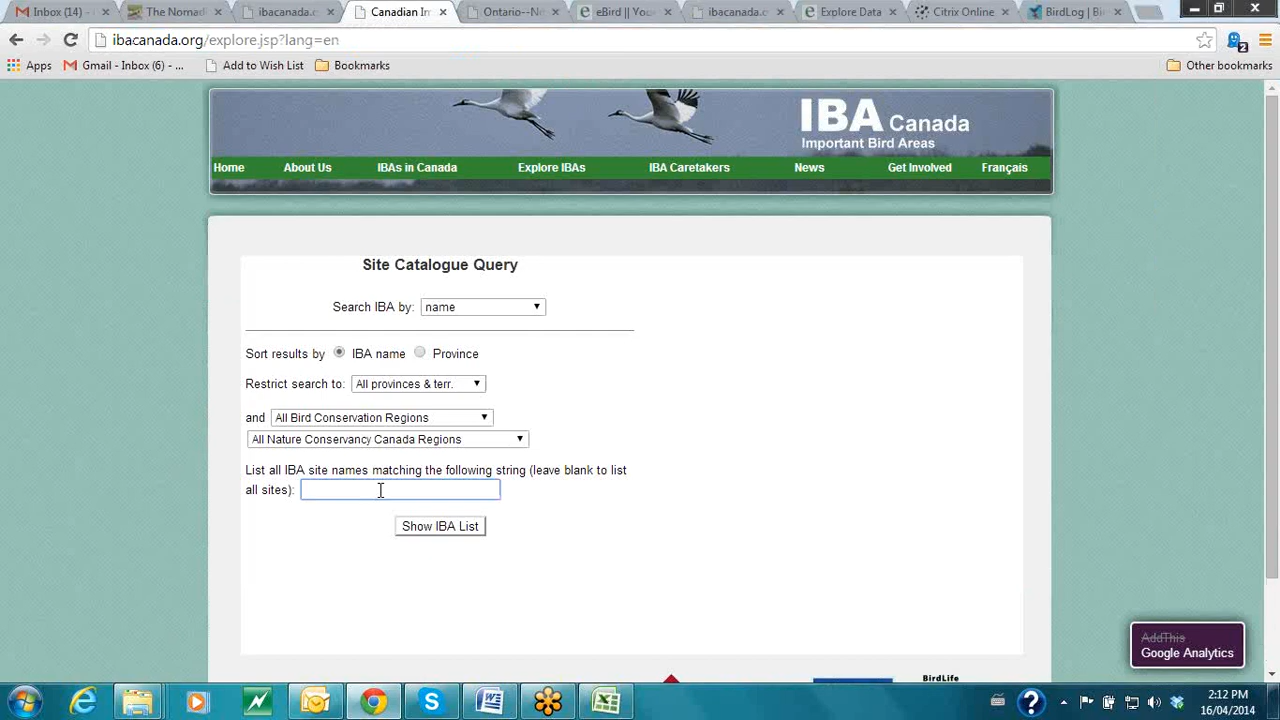 Inbox (14) -
The Nomad
ibacanada.c
Canadian Im
Ontario--N
eBird || You
ibacanada.c
Explore Data
Citrix Online
BirdLog | Bi
ibacanada.org/explore.jsp?lang=en
2
Apps
Gmail - Inbox (6) - ...
Add to Wish List
Bookmarks
Other bookmarks
IBA Canada
Important Bird Areas
Home
About Us
IBAs in Canada
Explore IBAs
IBA Caretakers
News
Get Involved
Français
Site Catalogue Query
Search IBA by: name
Sort results by IBA name Province
Restrict search to: All provinces & terr.
and All Bird Conservation Regions
All Nature Conservancy Canada Regions
List all IBA site names matching the following string (leave blank to list
all sites):
Show IBA List
AddThis
Google Analytics
BirdLife
2:12 PM
16/04/2014